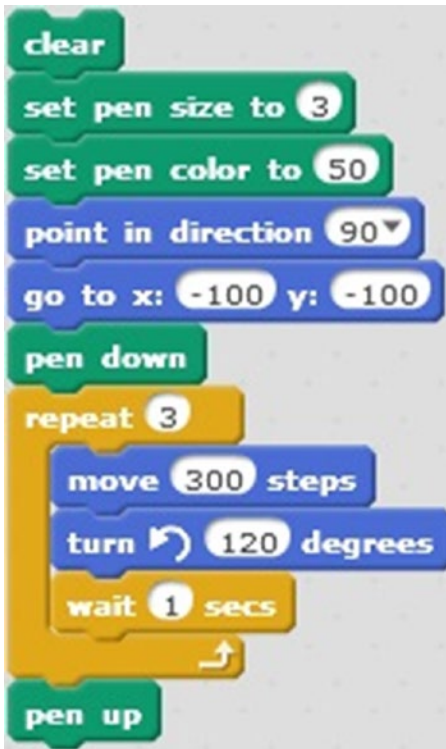 clear
set pen size to 3
set pen color to 50
point in direction 90
go to x: -100 y: -100
pen down
repeat 3
move 300 steps
turn 120 degrees
wait 1 secs
pen up